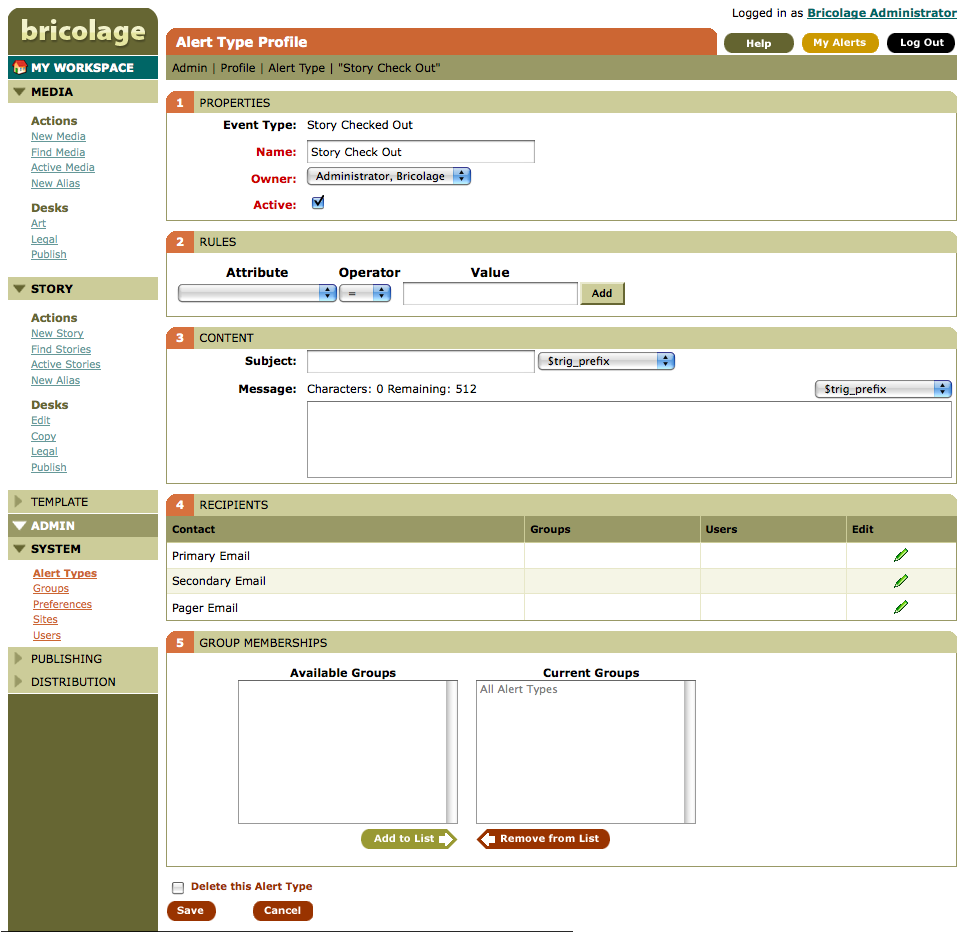 Logged in as Bricolage Administrator
bricolage
Alert Type Profile
Help
My Alerts
Log Out
MY WORKSPACE
Admin | Profile | Alert Type | "Story Check Out"
MEDIA
Actions
New Media
Find Media
Active Media
New Alias
Desks
Art
Legal
Publish
STORY
Actions
New Story
Find Stories
Active Stories
New Alias
Desks
Edit
Copy
Legal
Publish
TEMPLATE
ADMIN
SYSTEM
Alert Types
Groups
Preferences
Sites
Users
PUBLISHING
DISTRIBUTION
1 PROPERTIES
Event Type: Story Checked Out
Name: Story Check Out
Owner: Administrator, Bricolage
Active:
2 RULES
Attribute Operator Value
= Add
3 CONTENT
Subject: $trig_prefix
Message: Characters: 0 Remaining: 512 $trig_prefix
4 RECIPIENTS
Contact Groups Users Edit
Primary Email
Secondary Email
Pager Email
5 GROUP MEMBERSHIPS
Available Groups Current Groups
All Alert Types
Add to List Remove from List
Delete this Alert Type
Save Cancel